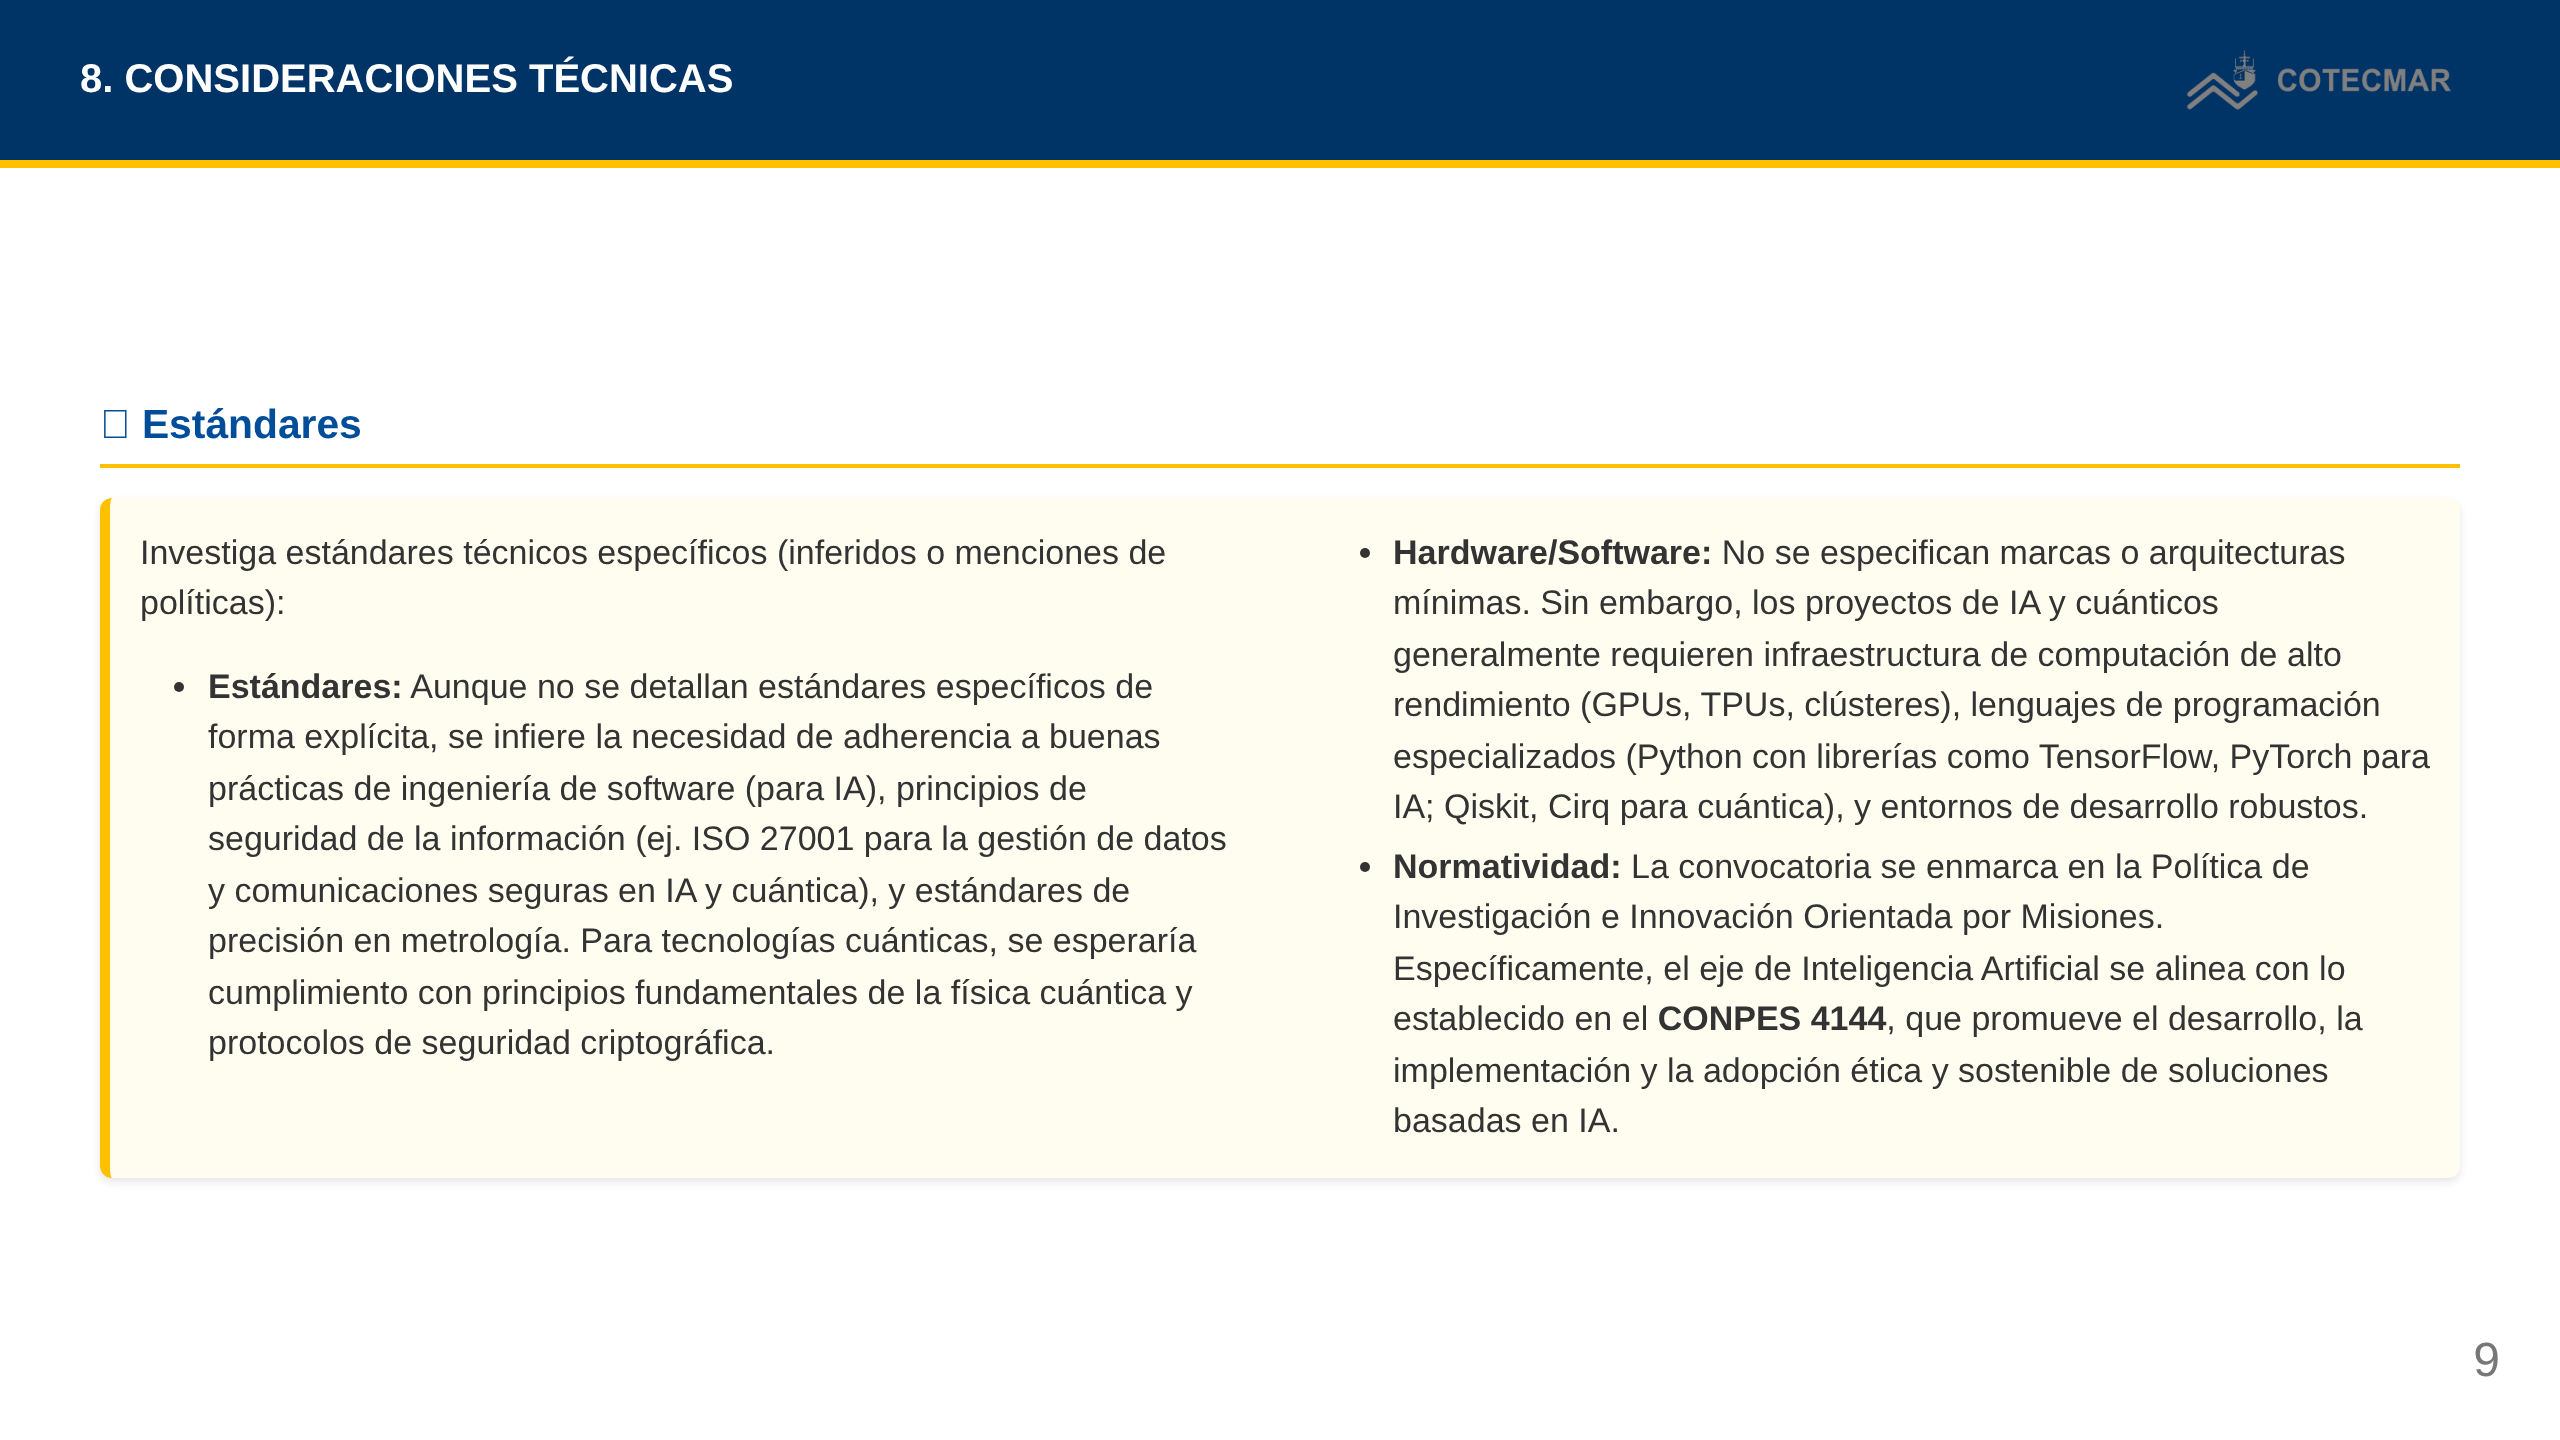 8. CONSIDERACIONES TÉCNICAS
COTECMAR
Estándares
Investiga estándares técnicos específicos (inferidos o menciones de
políticas):
• Estándares: Aunque no se detallan estándares específicos de
forma explícita, se infiere la necesidad de adherencia a buenas
prácticas de ingeniería de software (para IA), principios de
seguridad de la información (ej. ISO 27001 para la gestión de datos
y comunicaciones seguras en IA y cuántica), y estándares de
precisión en metrología. Para tecnologías cuánticas, se esperaría
cumplimiento con principios fundamentales de la física cuántica y
protocolos de seguridad criptográfica.
• Hardware/Software: No se especifican marcas o arquitecturas
mínimas. Sin embargo, los proyectos de IA y cuánticos
generalmente requieren infraestructura de computación de alto
rendimiento (GPUs, TPUs, clústeres), lenguajes de programación
especializados (Python con librerías como TensorFlow, PyTorch para
IA; Qiskit, Cirq para cuántica), y entornos de desarrollo robustos.
• Normatividad: La convocatoria se enmarca en la Política de
Investigación e Innovación Orientada por Misiones.
Específicamente, el eje de Inteligencia Artificial se alinea con lo
establecido en el CONPES 4144, que promueve el desarrollo, la
implementación y la adopción ética y sostenible de soluciones
basadas en IA.
9